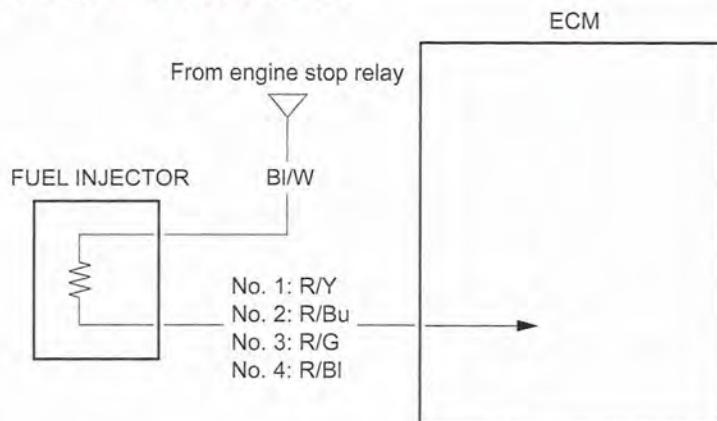 ECM
From engine stop relay
FUEL INJECTOR
Bl/W
No. 1: R/Y
No. 2: R/Bu
No. 3: R/G
No. 4: R/Bl